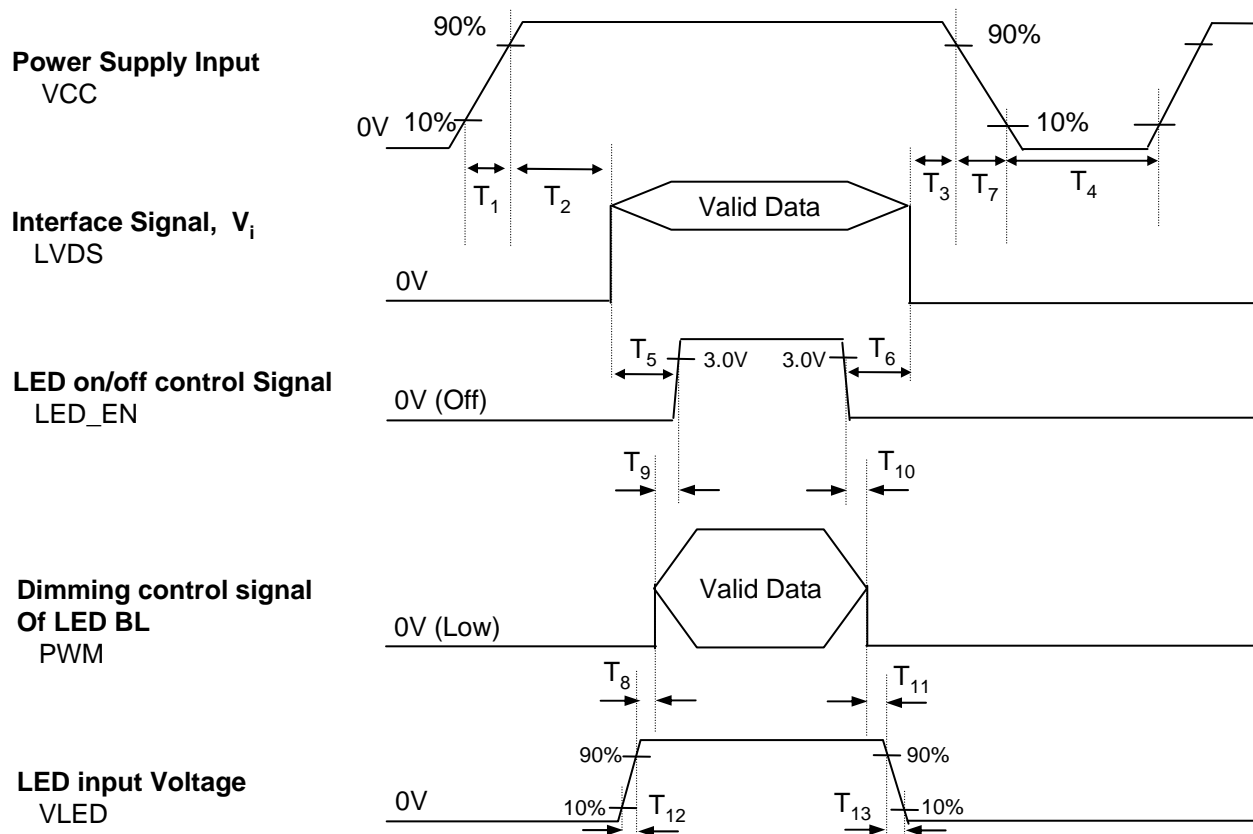 90%
90%
Power Supply Input
VCC
0V
10%
10%
T1
T2
T3
T7
T4
Interface Signal, Vi
LVDS
Valid Data
0V
T5
3.0V
3.0V
T6
LED on/off control Signal
LED_EN
0V (Off)
T9
T10
Dimming control signal
Of LED BL
PWM
Valid Data
0V (Low)
T8
T11
90%
90%
LED input Voltage
VLED
0V
10%
T12
T13
10%